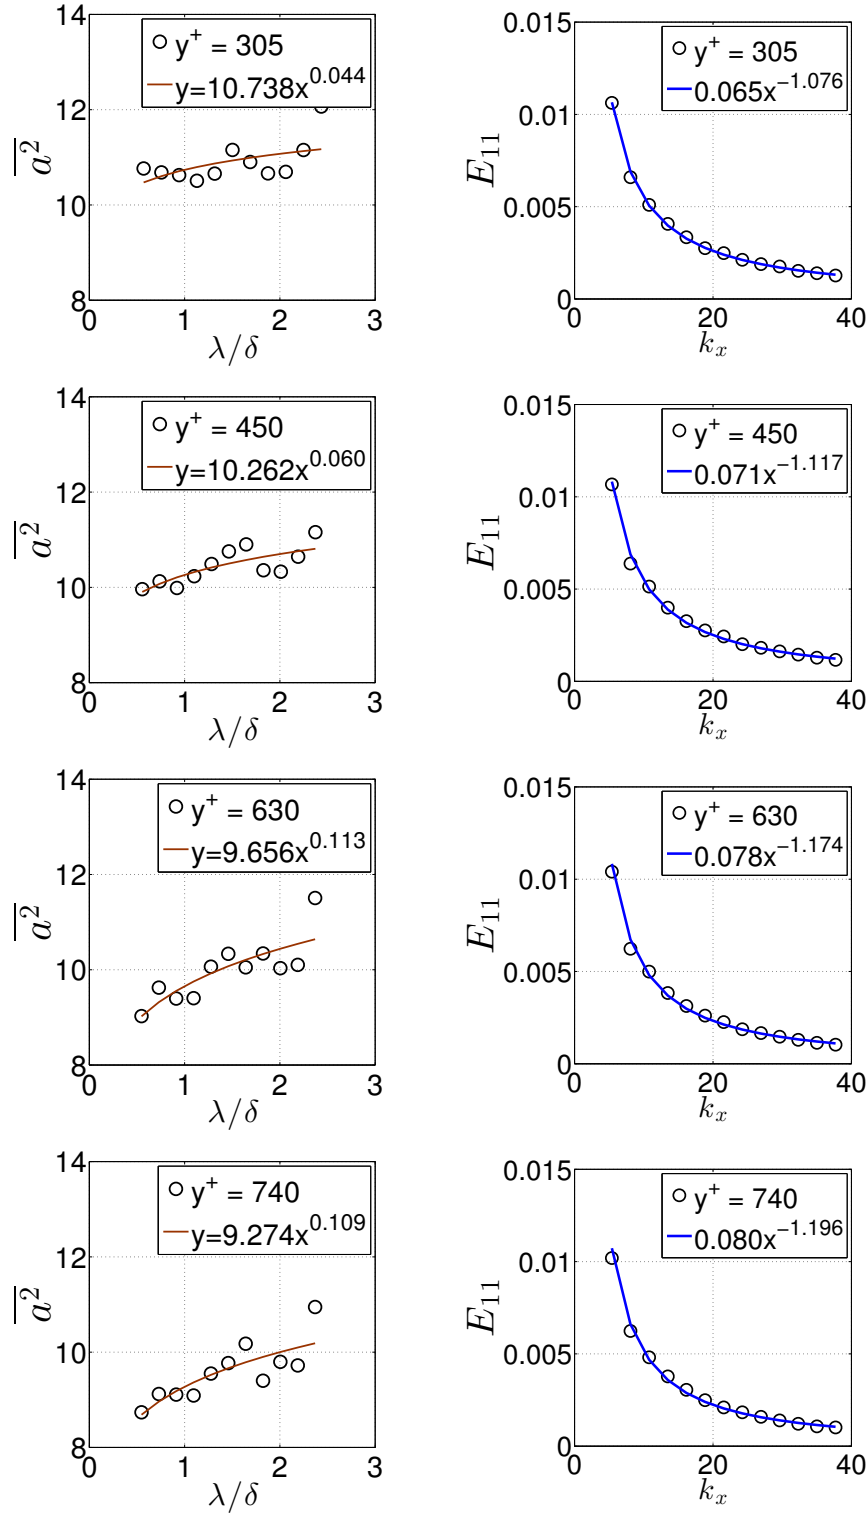 14
12
10
8
0
1
2
3
a²
λ/δ
y⁺ = 305
y=10.738x^0.044
0.015
0.01
0.005
0
0
20
40
E₁₁
kₓ
y⁺ = 305
0.065x^−1.076
14
12
10
8
0
1
2
3
a²
λ/δ
y⁺ = 450
y=10.262x^0.060
0.015
0.01
0.005
0
0
20
40
E₁₁
kₓ
y⁺ = 450
0.071x^−1.117
14
12
10
8
0
1
2
3
a²
λ/δ
y⁺ = 630
y=9.656x^0.113
0.015
0.01
0.005
0
0
20
40
E₁₁
kₓ
y⁺ = 630
0.078x^−1.174
14
12
10
8
0
1
2
3
a²
λ/δ
y⁺ = 740
y=9.274x^0.109
0.015
0.01
0.005
0
0
20
40
E₁₁
kₓ
y⁺ = 740
0.080x^−1.196